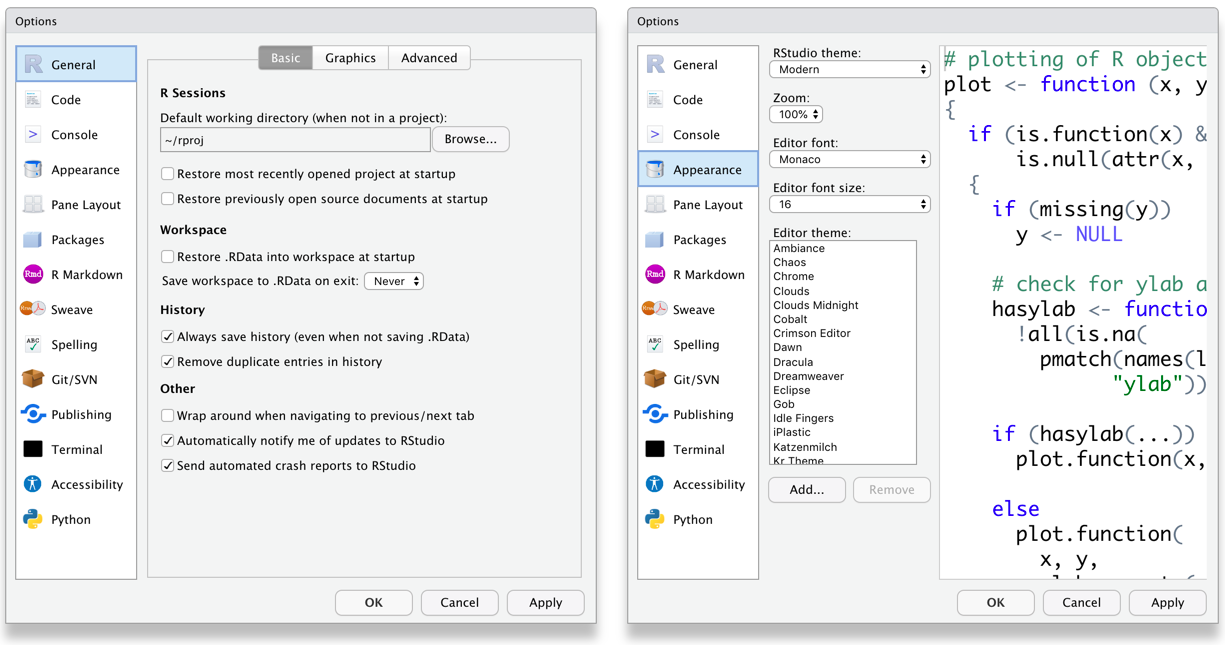 Options
General
Code
Console
Appearance
Pane Layout
Packages
Rmd R Markdown
Sweave
ABC Spelling
Git/SVN
Publishing
Terminal
Accessibility
Python
Basic Graphics Advanced
R Sessions
Default working directory (when not in a project):
~/rproj Browse...
Restore most recently opened project at startup
Restore previously open source documents at startup
Workspace
Restore .RData into workspace at startup
Save workspace to .RData on exit: Never
History
Always save history (even when not saving .RData)
Remove duplicate entries in history
Other
Wrap around when navigating to previous/next tab
Automatically notify me of updates to RStudio
Send automated crash reports to RStudio
OK Cancel Apply
Options
General
Code
Console
Appearance
Pane Layout
Packages
Rmd R Markdown
Sweave
ABC Spelling
Git/SVN
Publishing
Terminal
Accessibility
Python
RStudio theme:
Modern
Zoom:
100%
Editor font:
Monaco
Editor font size:
16
Editor theme:
Ambiance
Chaos
Chrome
Clouds
Clouds Midnight
Cobalt
Crimson Editor
Dawn
Dracula
Dreamweaver
Eclipse
Gob
Idle Fingers
iPlastic
Katzenmilch
Kr Theme
Add... Remove
# plotting of R object
plot <- function (x, y
{
if (is.function(x) &
is.null(attr(x,
{
if (missing(y))
y <- NULL
# check for ylab a
hasylab <- functio
!all(is.na(
pmatch(names(l
"ylab"))
if (hasylab(...))
plot.function(x,
else
plot.function(
x, y,
OK Cancel Apply